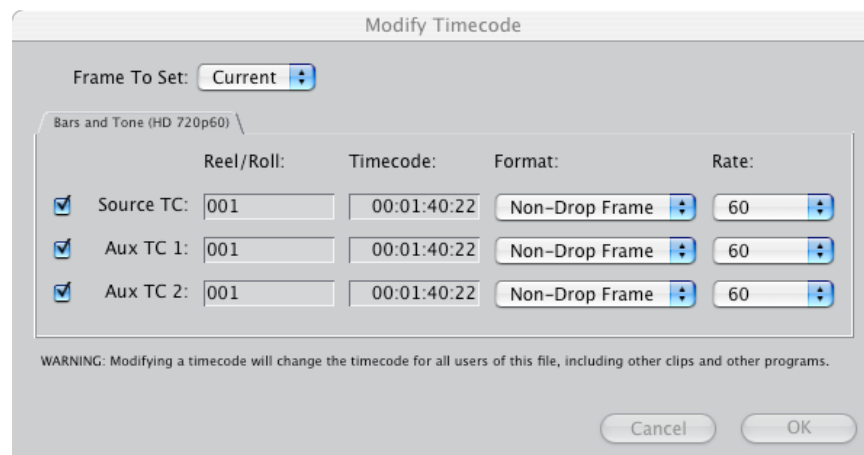 Modify Timecode
Frame To Set: Current
Bars and Tone (HD 720p60)
Reel/Roll: Timecode: Format: Rate:
Source TC: 001 00:01:40:22 Non-Drop Frame 60
Aux TC 1: 001 00:01:40:22 Non-Drop Frame 60
Aux TC 2: 001 00:01:40:22 Non-Drop Frame 60
WARNING: Modifying a timecode will change the timecode for all users of this file, including other clips and other programs.
Cancel OK